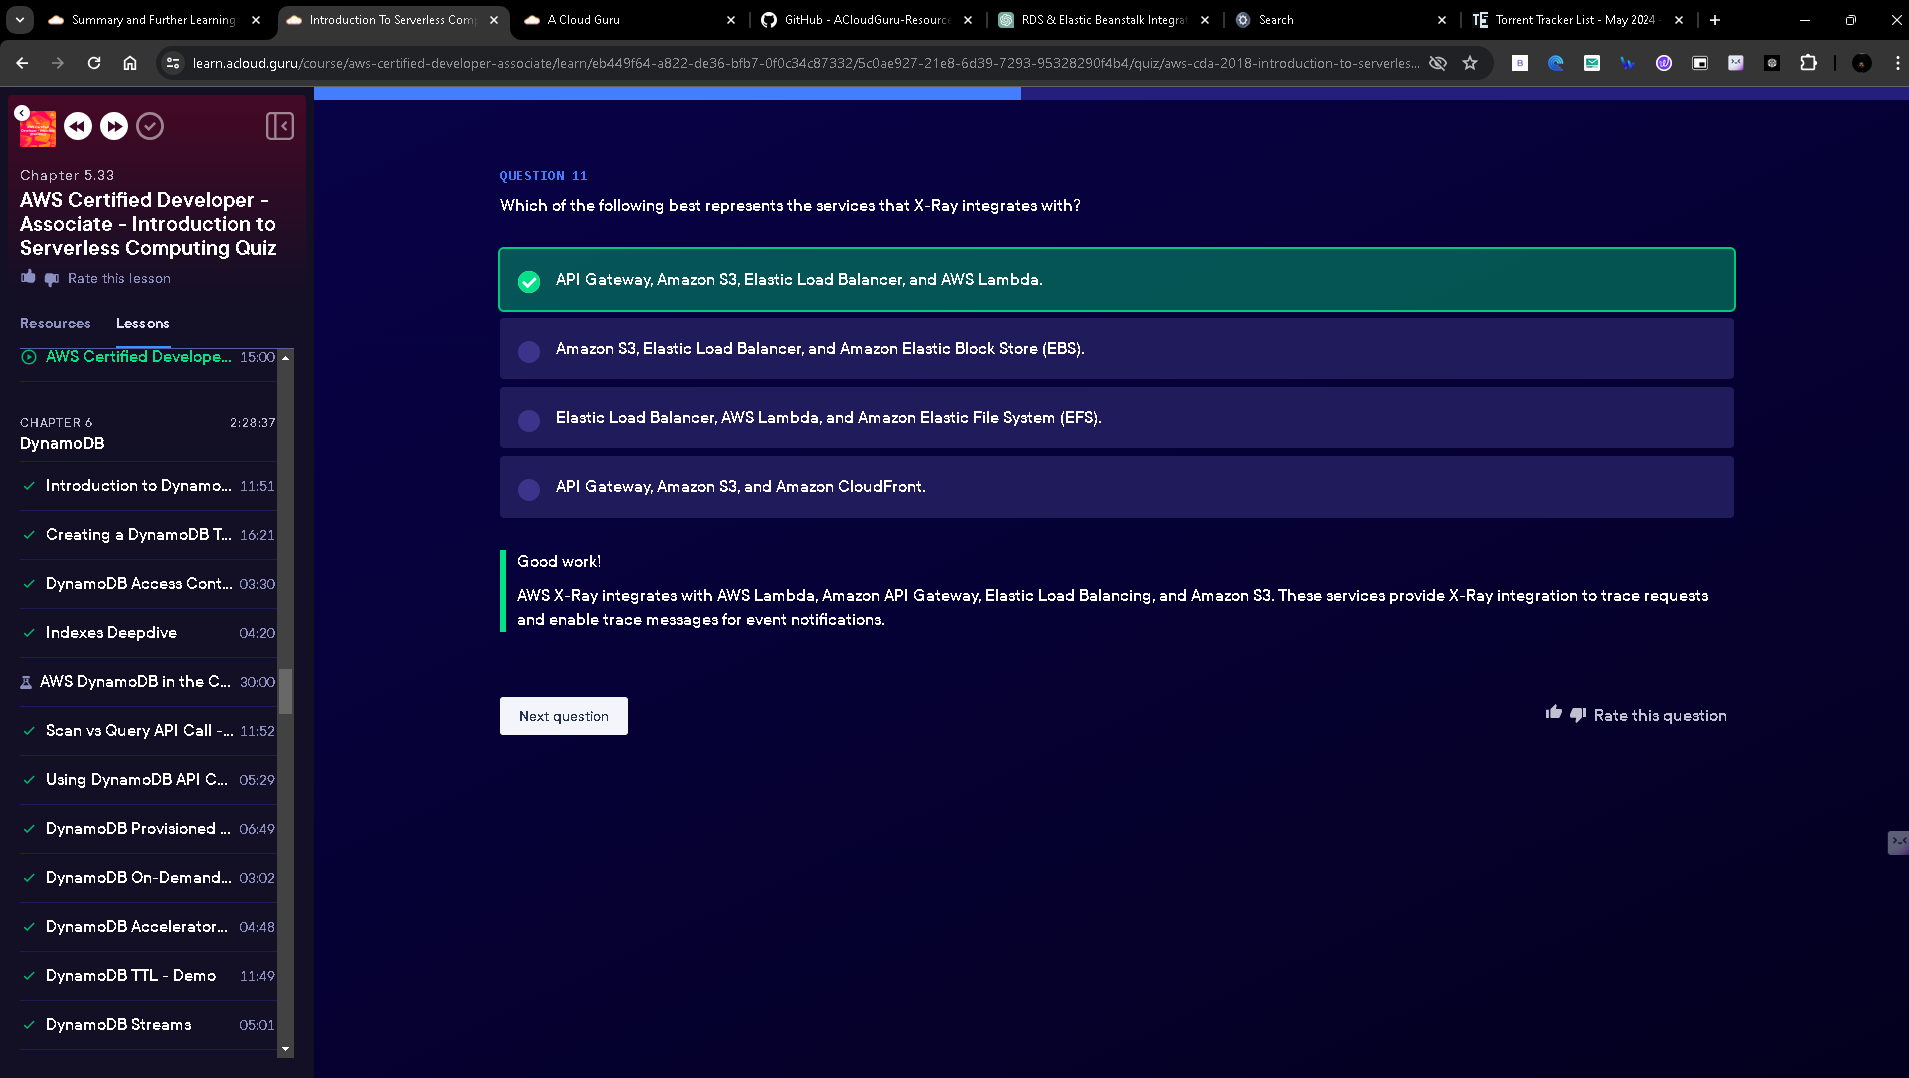 Summary and Further Learning
Introduction To Serverless Comp
A Cloud Guru
GitHub - ACloudGuru-Resource
RDS & Elastic Beanstalk Integrat
Search
TE Torrent Tracker List - May 2024 -
learn.acloud.guru/course/aws-certified-developer-associate/learn/eb449f64-a822-de36-bfb7-0f0c34c87332/5c0ae927-21e8-6d39-7293-95328290f4b4/quiz/aws-cda-2018-introduction-to-serverles...
B
Chapter 5.33
AWS Certified Developer -
Associate - Introduction to
Serverless Computing Quiz
Rate this lesson
Resources
Lessons
AWS Certified Develope... 15:00
CHAPTER 6 2:28:37
DynamoDB
Introduction to Dynamo... 11:51
Creating a DynamoDB T... 16:21
DynamoDB Access Cont... 03:30
Indexes Deepdive 04:20
AWS DynamoDB in the C... 30:00
Scan vs Query API Call -... 11:52
Using DynamoDB API C... 05:29
DynamoDB Provisioned ... 06:49
DynamoDB On-Demand... 03:02
DynamoDB Accelerator... 04:48
DynamoDB TTL - Demo 11:49
DynamoDB Streams 05:01
QUESTION 11
Which of the following best represents the services that X-Ray integrates with?
API Gateway, Amazon S3, Elastic Load Balancer, and AWS Lambda.
Amazon S3, Elastic Load Balancer, and Amazon Elastic Block Store (EBS).
Elastic Load Balancer, AWS Lambda, and Amazon Elastic File System (EFS).
API Gateway, Amazon S3, and Amazon CloudFront.
Good work!
AWS X-Ray integrates with AWS Lambda, Amazon API Gateway, Elastic Load Balancing, and Amazon S3. These services provide X-Ray integration to trace requests
and enable trace messages for event notifications.
Next question
Rate this question